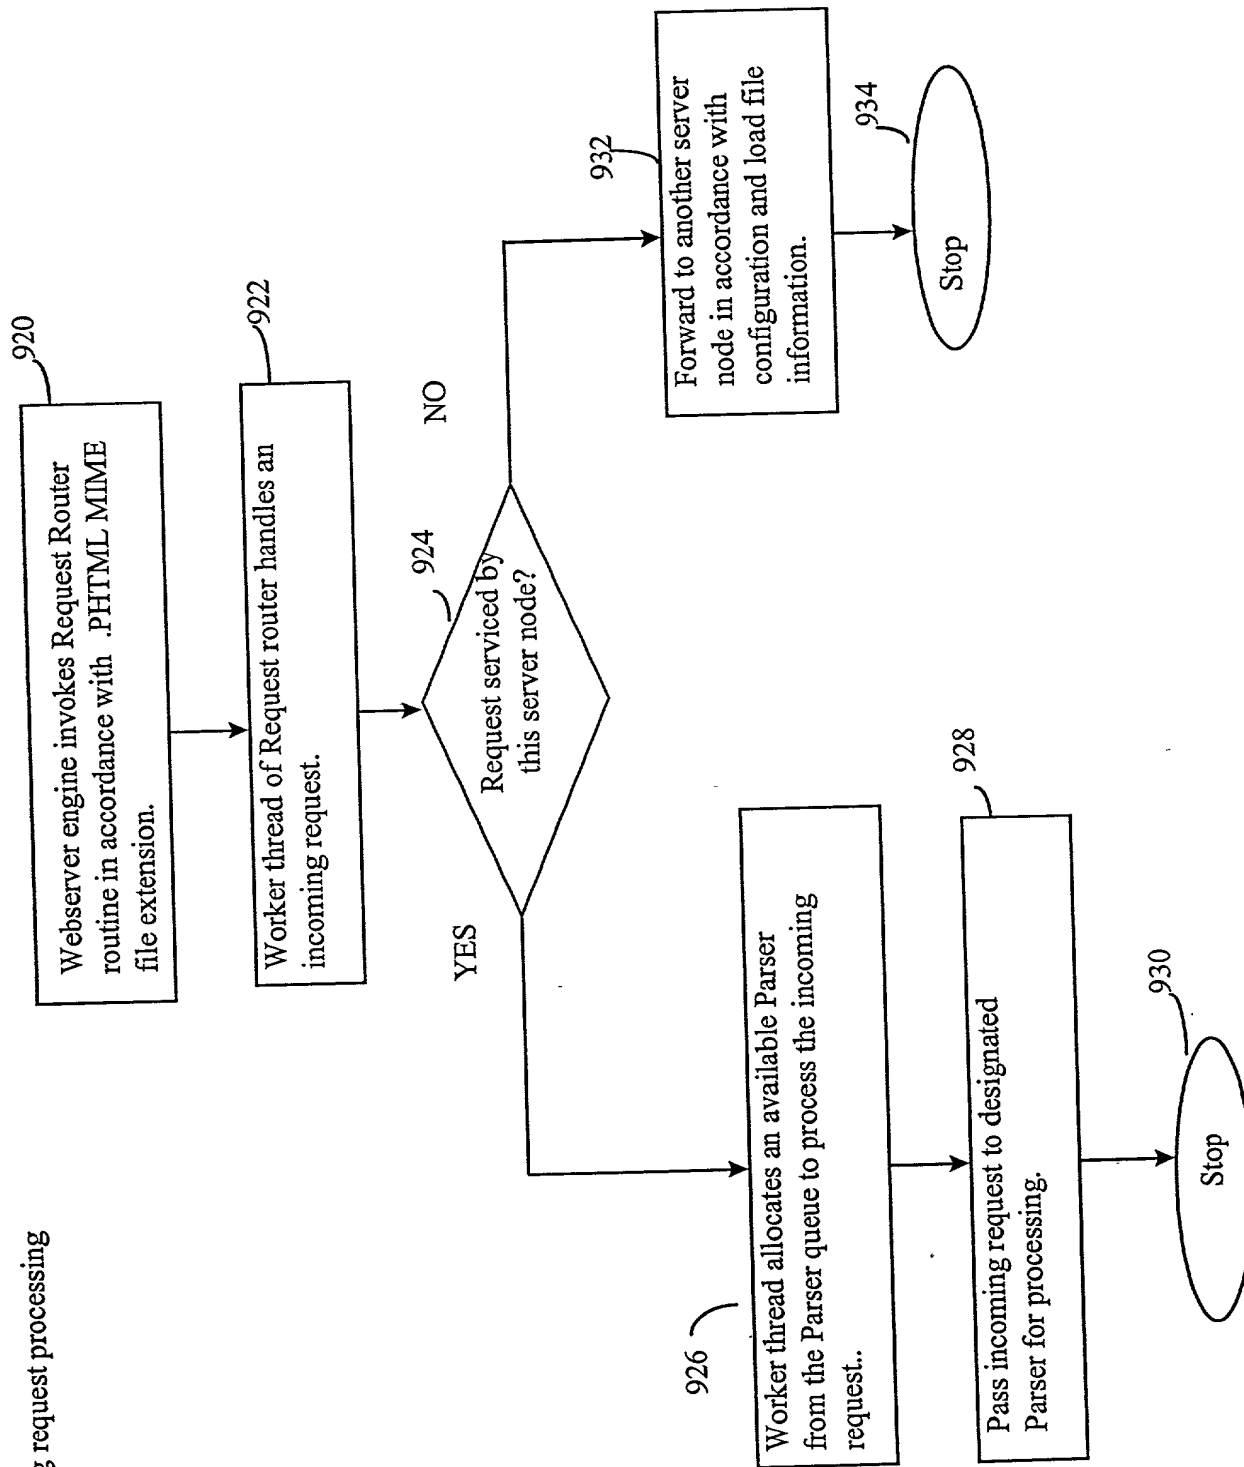 request processing
920
Webserver engine invokes Request Router
routine in accordance with .PHTML MIME
file extension.
922
Worker thread of Request router handles an
incoming request.
924
Request serviced by
this server node?
YES
NO
926
Worker thread allocates an available Parser
from the Parser queue to process the incoming
request..
928
Pass incoming request to designated
Parser for processing.
930
Stop
932
Forward to another server
node in accordance with
configuration and load file
information.
934
Stop